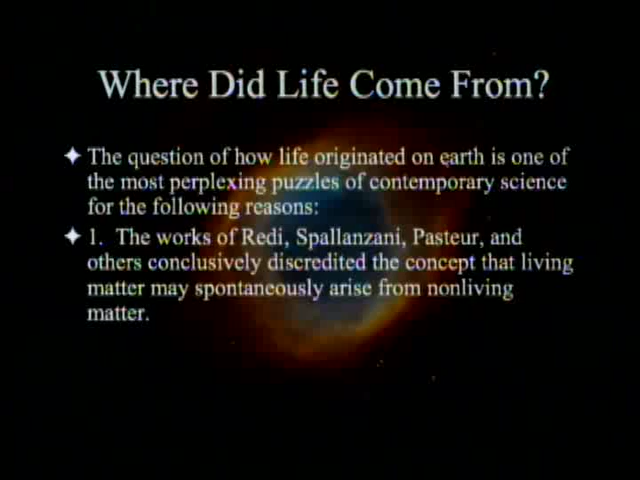 Where Did Life Come From?
✦ The question of how life originated on earth is one of
the most perplexing puzzles of contemporary science
for the following reasons:
✦ 1. The works of Redi, Spallanzani, Pasteur, and
others conclusively discredited the concept that living
matter may spontaneously arise from nonliving
matter.